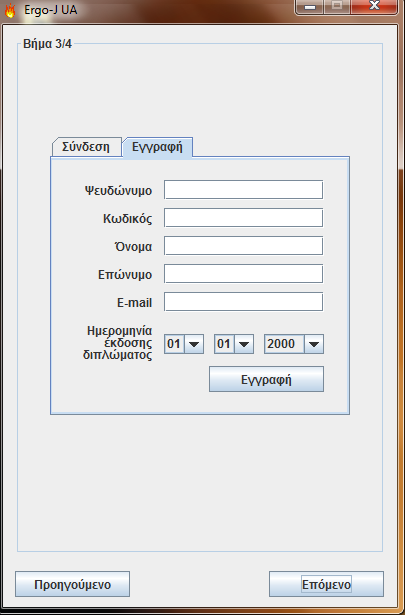 Ergo-J UA
Βήμα 3/4
Σύνδεση Εγγραφή
Ψευδώνυμο
Κωδικός
Όνομα
Επώνυμο
E-mail
Ημερομηνία
έκδοσης
διπλώματος
01 01 2000
Εγγραφή
Προηγούμενο Επόμενο